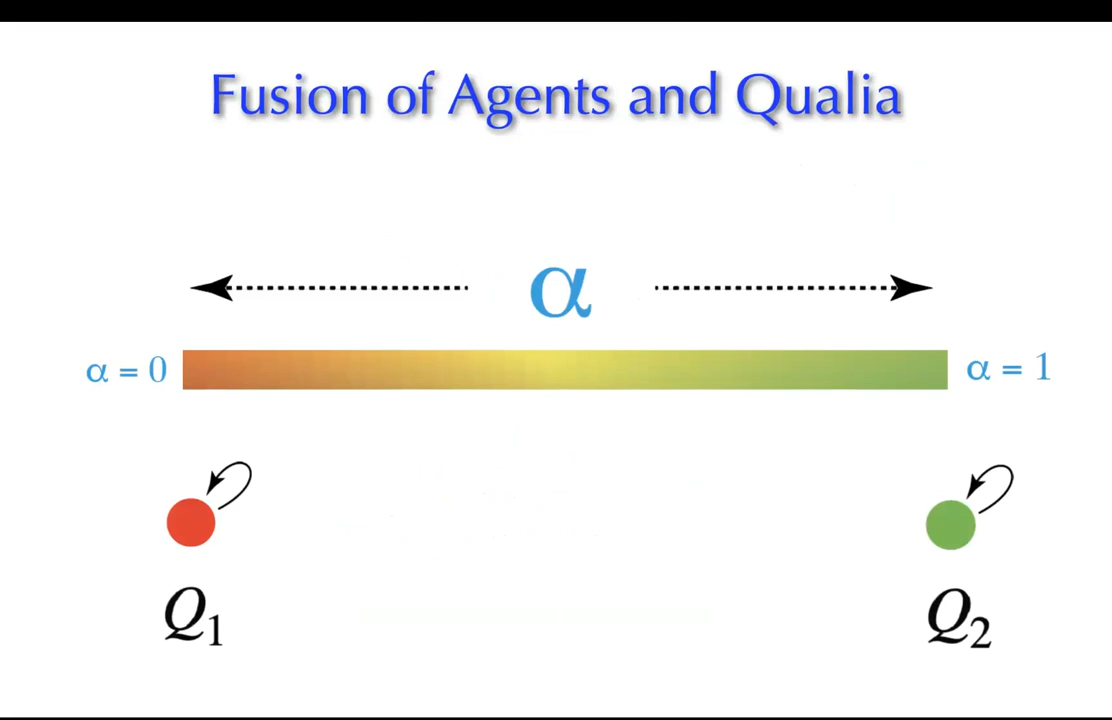 Fusion of Agents and Qualia
α
α = 0
α = 1
Q₁
Q₂